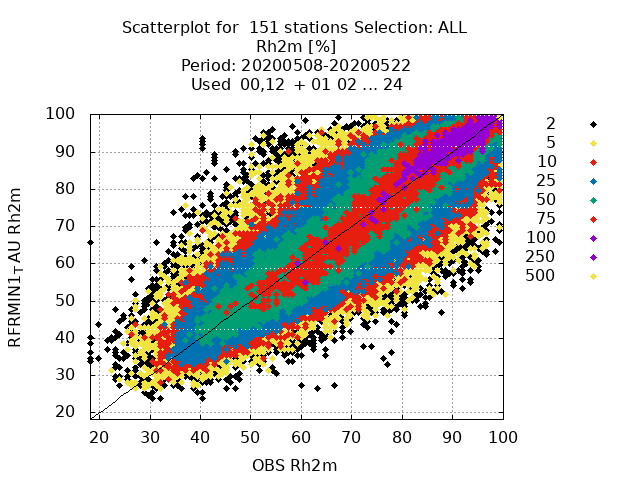 Scatterplot for  151 stations Selection: ALL
Rh2m [%]
Period: 20200508-20200522
Used  00,12  + 01 02 ... 24
RFRMIN1_T AU Rh2m
100
90
80
70
60
50
40
30
20
20 30 40 50 60 70 80 90 100
OBS Rh2m
2
5
10
25
50
75
100
250
500